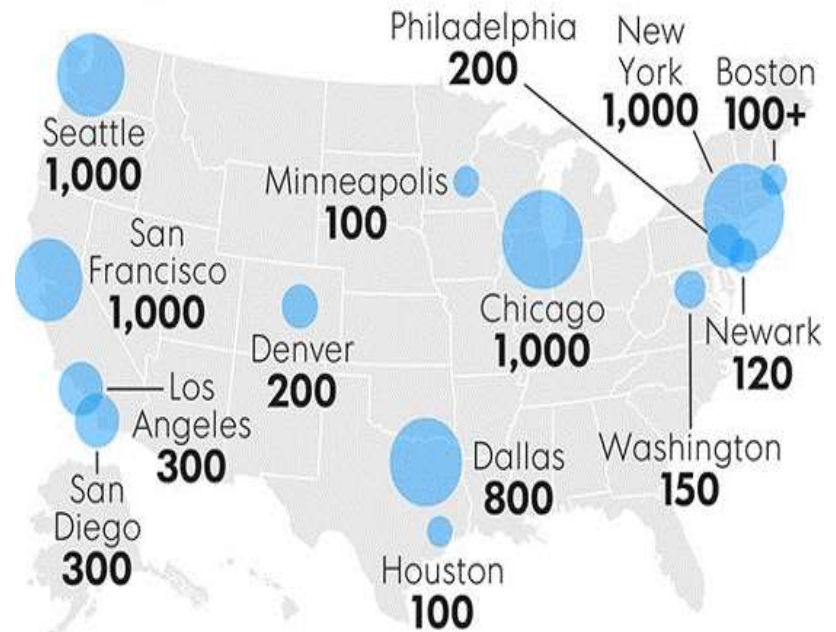 Philadelphia
200
New
York
1,000
Boston
100+
Seattle
1,000
Minneapolis
100
San
Francisco
1,000
Denver
200
Chicago
1,000
Newark
120
Los
Angeles
300
San
Diego
300
Dallas
800
Washington
150
Houston
100